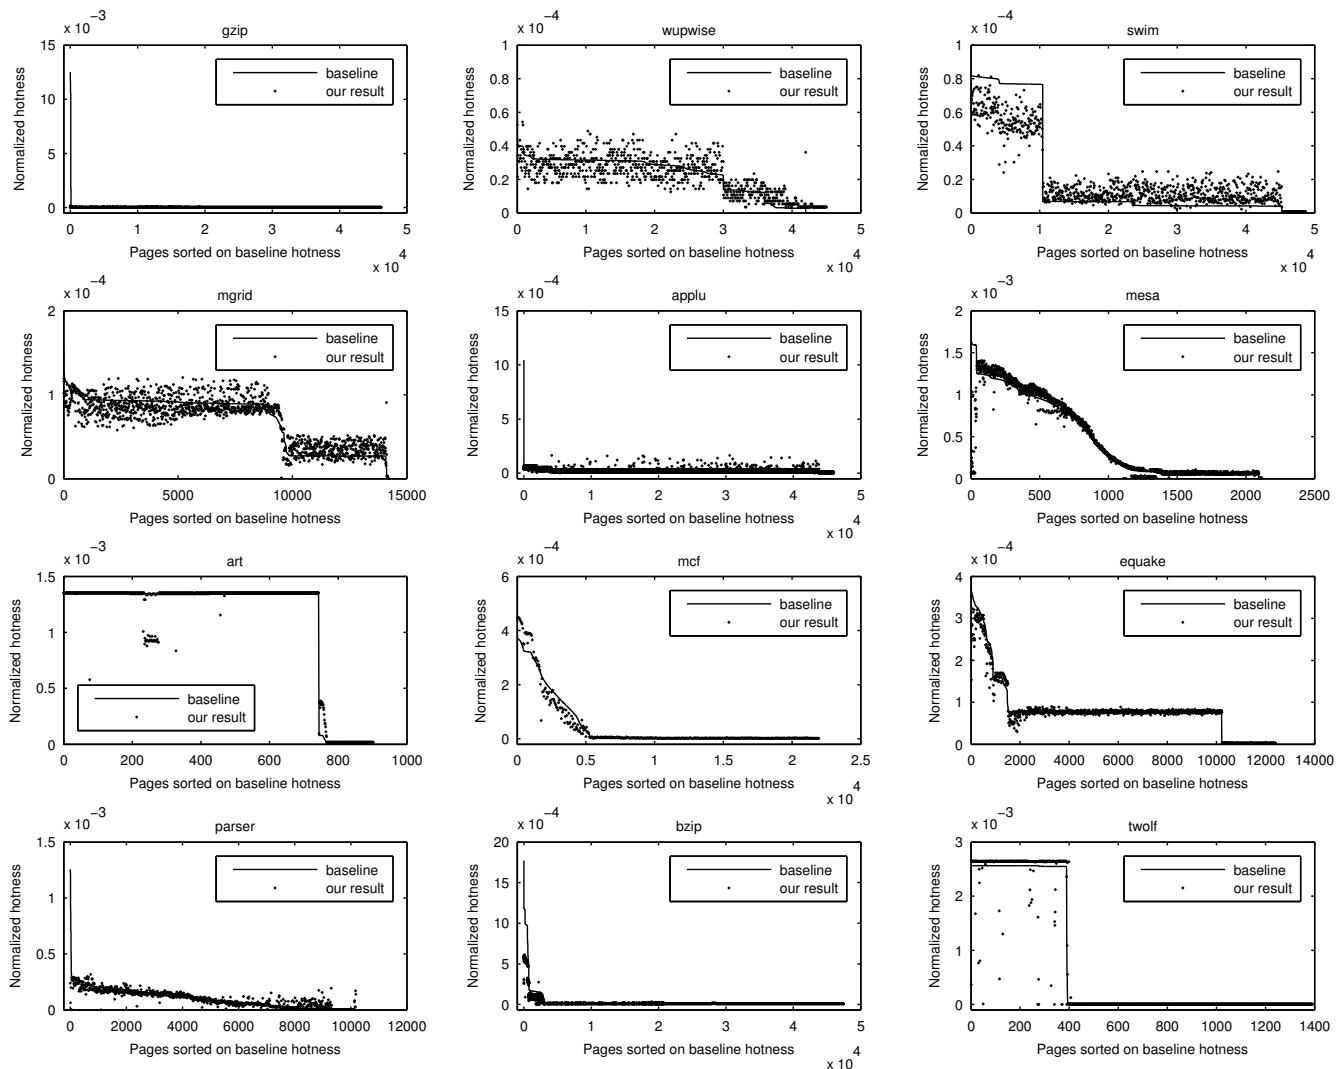 x 10 −3
gzip
15
10
5
0
Normalized hotness
baseline
our result
0 1 2 3 4 5
Pages sorted on baseline hotness
x 10 4
x 10 −4
wupwise
1
0.8
0.6
0.4
0.2
0
Normalized hotness
baseline
our result
0 1 2 3 4 5
Pages sorted on baseline hotness
x 10 4
x 10 −4
swim
1
0.8
0.6
0.4
0.2
0
Normalized hotness
baseline
our result
0 1 2 3 4 5
Pages sorted on baseline hotness
x 10 4
x 10 −4
mgrid
2
1
0
Normalized hotness
baseline
our result
0 5000 10000 15000
Pages sorted on baseline hotness
x 10 −4
applu
15
10
5
0
Normalized hotness
baseline
our result
0 1 2 3 4 5
Pages sorted on baseline hotness
x 10 4
x 10 −3
mesa
2
1.5
1
0.5
0
Normalized hotness
baseline
our result
0 500 1000 1500 2000 2500
Pages sorted on baseline hotness
x 10 −3
art
1.5
1
0.5
0
Normalized hotness
baseline
our result
0 200 400 600 800 1000
Pages sorted on baseline hotness
x 10 −4
mcf
6
4
2
0
Normalized hotness
baseline
our result
0 0.5 1 1.5 2 2.5
Pages sorted on baseline hotness
x 10 4
x 10 −4
equake
4
3
2
1
0
Normalized hotness
baseline
our result
0 2000 4000 6000 8000 10000 12000 14000
Pages sorted on baseline hotness
x 10 −3
parser
1.5
1
0.5
0
Normalized hotness
baseline
our result
0 2000 4000 6000 8000 10000 12000
Pages sorted on baseline hotness
x 10 −4
bzip
20
15
10
5
0
Normalized hotness
baseline
our result
0 1 2 3 4 5
Pages sorted on baseline hotness
x 10 4
x 10 −3
twolf
3
2
1
0
Normalized hotness
baseline
our result
0 200 400 600 800 1000 1200 1400
Pages sorted on baseline hotness